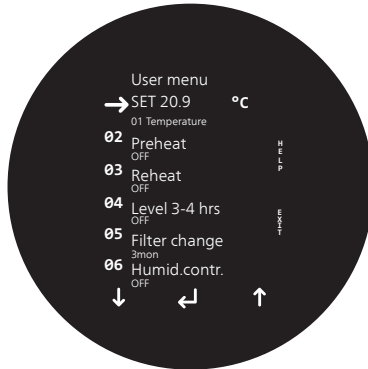 User menu
→ SET 20.9 °C
01 Temperature
02 Preheat
OFF
03 Reheat
OFF
04 Level 3-4 hrs
OFF
05 Filter change
3mon
06 Humid.contr.
OFF
HELP
EXIT
↓ ↵ ↑